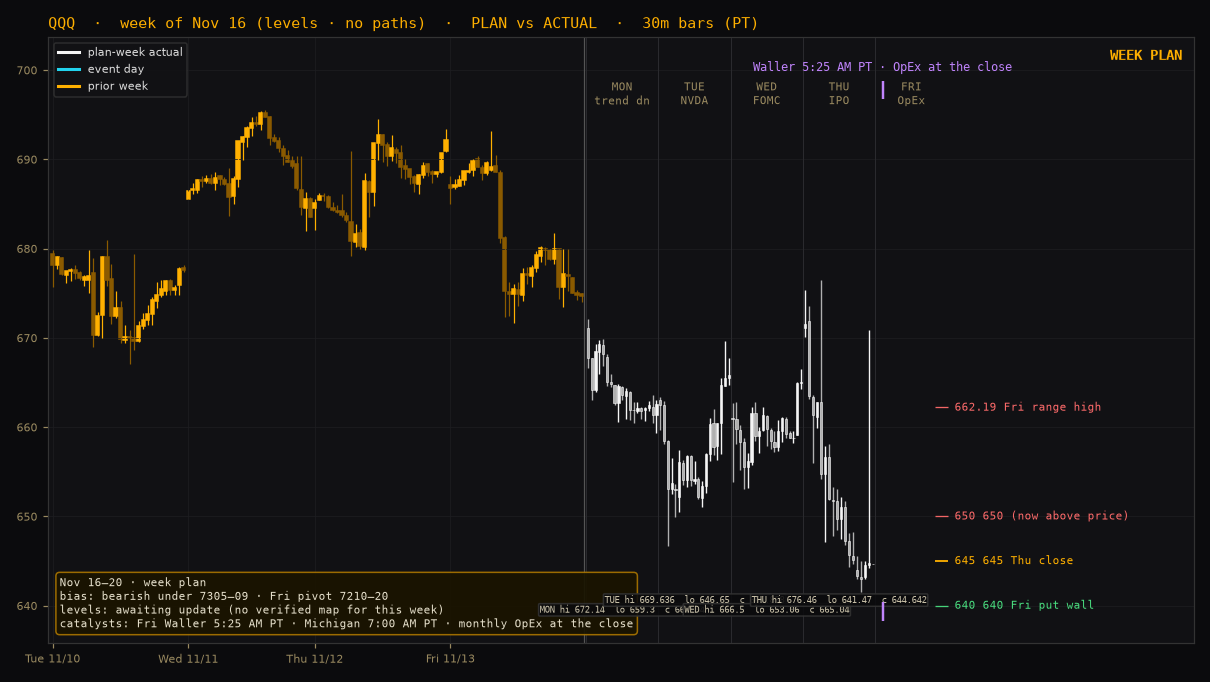 QQQ · week of Nov 16 (levels · no paths) · PLAN vs ACTUAL · 30m bars (PT)
plan-week actual
event day
prior week
WEEK PLAN
Waller 5:25 AM PT · OpEx at the close
MON
trend dn
TUE
NVDA
WED
FOMC
THU
IPO
FRI
OpEx
700
690
680
670
660
650
640
662.19 Fri range high
650 650 (now above price)
645 645 Thu close
640 640 Fri put wall
Nov 16–20 · week plan
bias: bearish under 7305–09 · Fri pivot 7210–20
levels: awaiting update (no verified map for this week)
catalysts: Fri Waller 5:25 AM PT · Michigan 7:00 AM PT · monthly OpEx at the close
TUE hi 669.636 lo 646.65 c
THU hi 676.46 lo 641.47 c 644.642
MON hi 672.14 lo 659.3 c
WED hi 666.5 lo 653.06 c 665.04
Tue 11/10
Wed 11/11
Thu 11/12
Fri 11/13